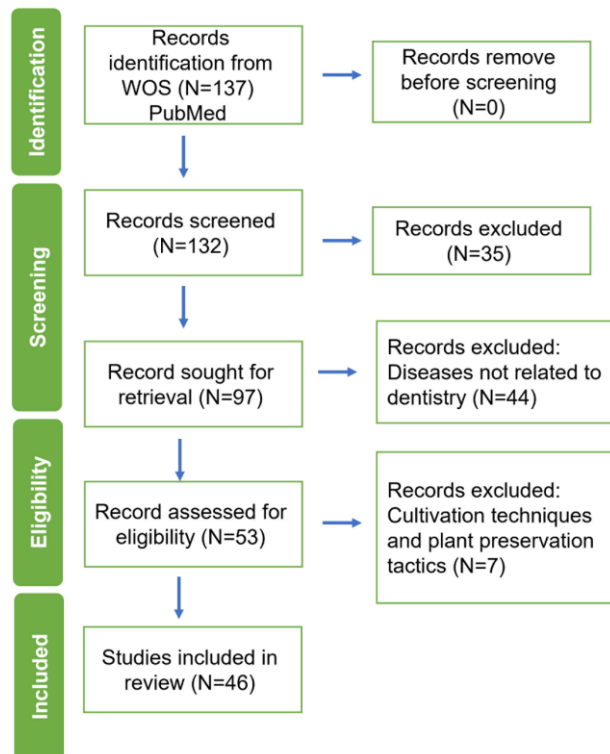 Identification
Records
identification from
WOS (N=137)
PubMed
Records remove
before screening
(N=0)
Screening
Records screened
(N=132)
Records excluded
(N=35)
Record sought for
retrieval (N=97)
Records excluded:
Diseases not related
to dentistry (N=44)
Eligibility
Record assessed for
eligibility (N=53)
Records excluded:
Cultivation techniques
and plant preservation
tactics (N=7)
Included
Studies included in
review (N=46)